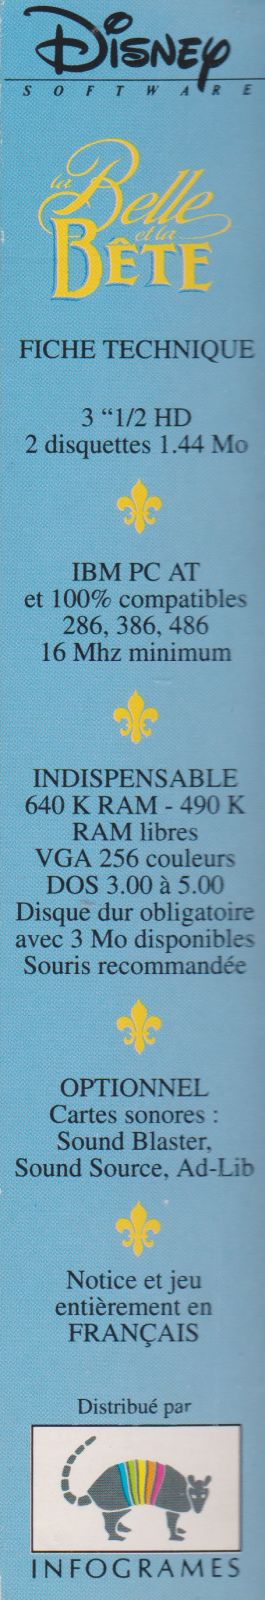 Disney
SOFTWARE
la Belle
et la
BÊTE
FICHE TECHNIQUE
3 “1/2 HD
2 disquettes 1.44 Mo
IBM PC AT
et 100% compatibles
286, 386, 486
16 Mhz minimum
INDISPENSABLE
640 K RAM - 490 K
RAM libres
VGA 256 couleurs
DOS 3.00 à 5.00
Disque dur obligatoire
avec 3 Mo disponibles
Souris recommandée
OPTIONNEL
Cartes sonores :
Sound Blaster,
Sound Source, Ad-Lib
Notice et jeu
entièrement en
FRANÇAIS
Distribué par
INFOGRAMES